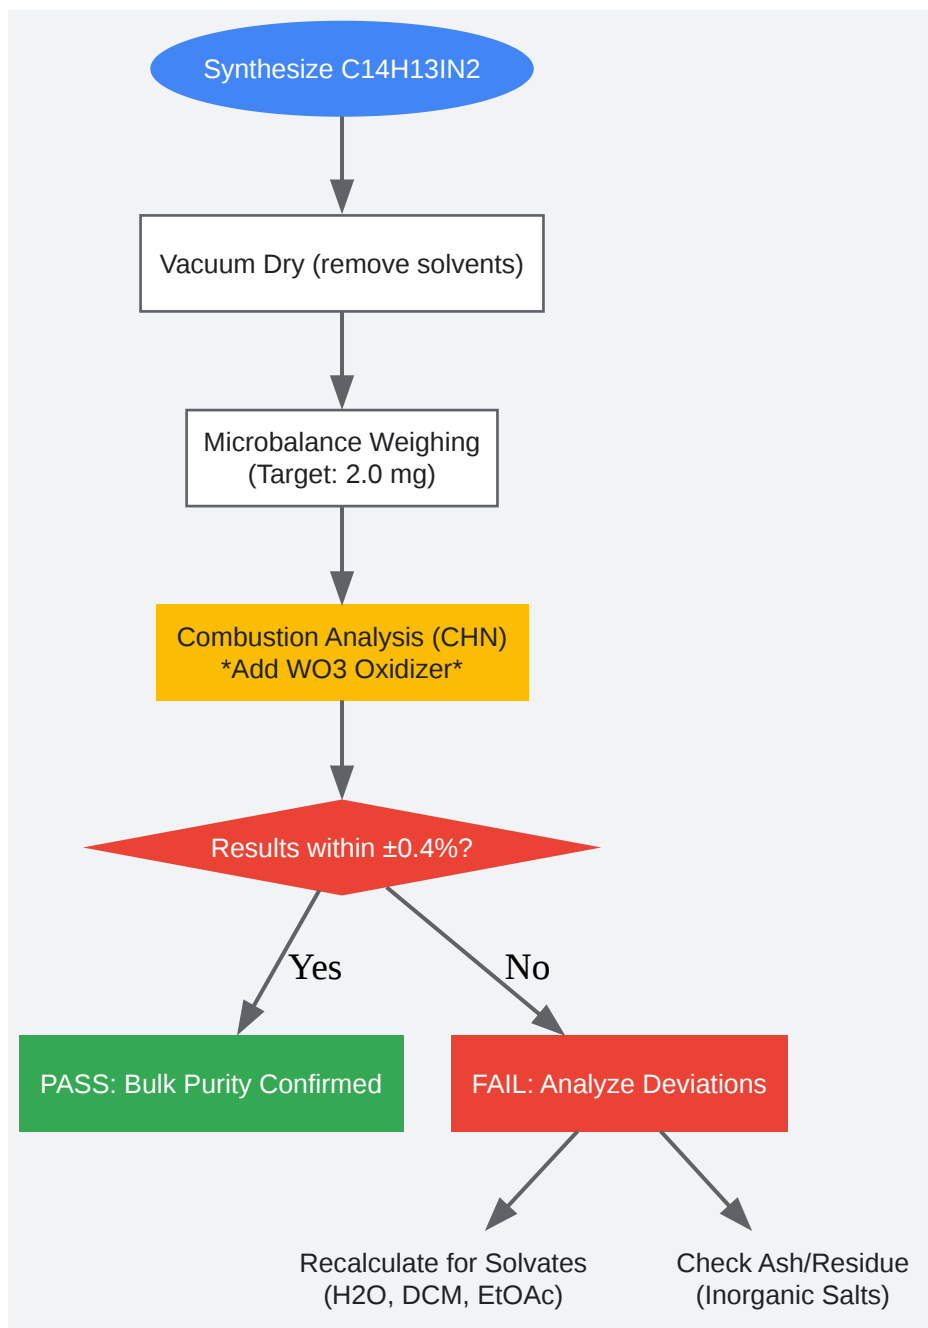 Synthesize C14H13IN2
Vacuum Dry (remove solvents)
Microbalance Weighing
(Target: 2.0 mg)
Combustion Analysis (CHN)
*Add WO3 Oxidizer*
Results within ±0.4%?
Yes
No
PASS: Bulk Purity Confirmed
FAIL: Analyze Deviations
Recalculate for Solvates
(H2O, DCM, EtOAc)
Check Ash/Residue
(Inorganic Salts)